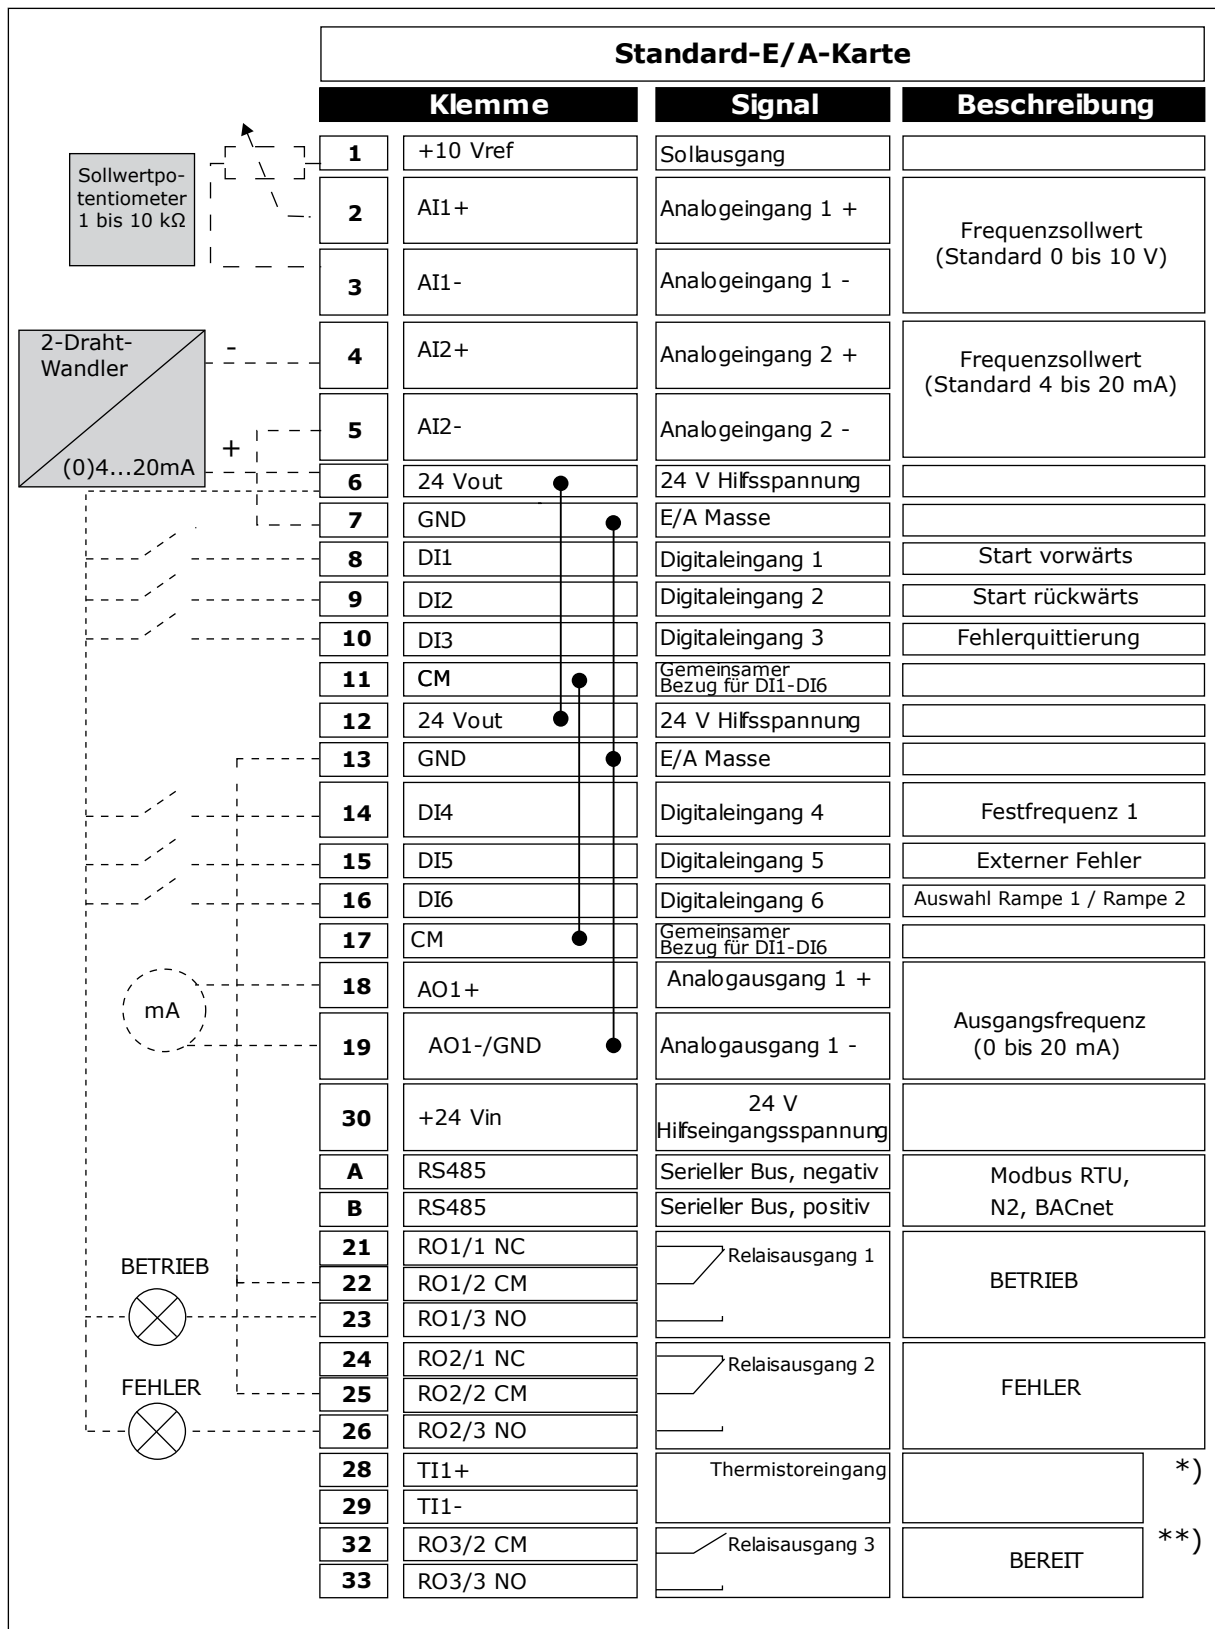 Standard-E/A-Karte
Klemme Signal Beschreibung
Sollwertpo-
tentiometer
1 bis 10 kΩ
1 +10 Vref Sollausgang
2 AI1+ Analogeingang 1 +
Frequenzsollwert
(Standard 0 bis 10 V)
3 AI1- Analogeingang 1 -
2-Draht-
Wandler
-
+
(0)4...20mA
4 AI2+ Analogeingang 2 +
Frequenzsollwert
(Standard 4 bis 20 mA)
5 AI2- Analogeingang 2 -
6 24 Vout 24 V Hilfsspannung
7 GND E/A Masse
8 DI1 Digitaleingang 1 Start vorwärts
9 DI2 Digitaleingang 2 Start rückwärts
10 DI3 Digitaleingang 3 Fehlerquittierung
11 CM Gemeinsamer
Bezug für DI1-DI6
12 24 Vout 24 V Hilfsspannung
13 GND E/A Masse
14 DI4 Digitaleingang 4 Festfrequenz 1
15 DI5 Digitaleingang 5 Externer Fehler
16 DI6 Digitaleingang 6 Auswahl Rampe 1 / Rampe 2
17 CM Gemeinsamer
Bezug für DI1-DI6
mA
18 AO1+ Analogausgang 1 +
Ausgangsfrequenz
(0 bis 20 mA)
19 AO1-/GND Analogausgang 1 -
30 +24 Vin 24 V
Hilfseingangsspannung
A RS485 Serieller Bus, negativ
Modbus RTU,
N2, BACnet
B RS485 Serieller Bus, positiv
21 RO1/1 NC Relaisausgang 1
BETRIEB
22 RO1/2 CM BETRIEB
23 RO1/3 NO
24 RO2/1 NC Relaisausgang 2
FEHLER
25 RO2/2 CM FEHLER
26 RO2/3 NO
28 TI1+ Thermistoreingang *)
29 TI1-
32 RO3/2 CM Relaisausgang 3 BEREIT **)
33 RO3/3 NO